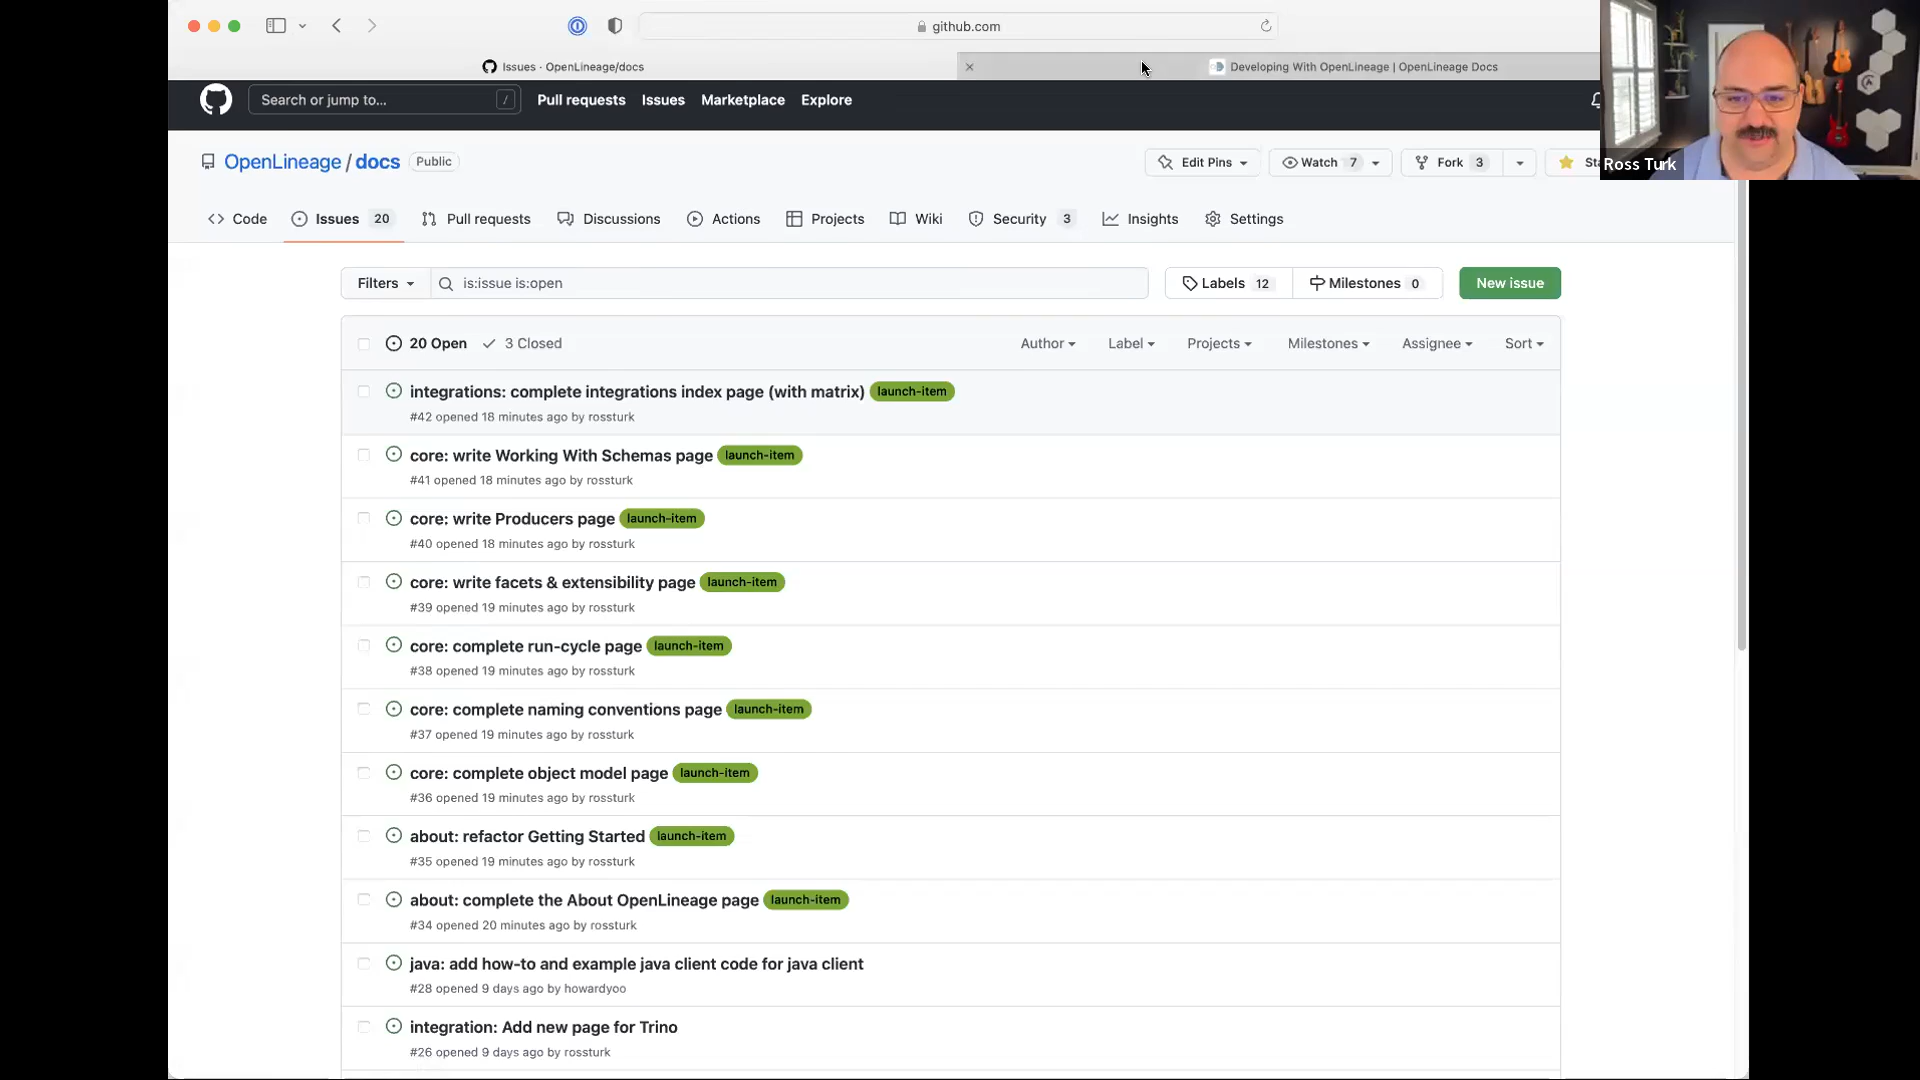 github.com
Issues · OpenLineage/docs
Developing With OpenLineage | OpenLineage Docs
Search or jump to... /
Pull requests Issues Marketplace Explore
OpenLineage / docs Public
Edit Pins Watch 7 Fork 3
Ross Turk
Code Issues 20 Pull requests Discussions Actions Projects Wiki Security 3 Insights Settings
Filters is:issue is:open Labels 12 Milestones 0 New issue
20 Open 3 Closed Author Label Projects Milestones Assignee Sort
integrations: complete integrations index page (with matrix) launch-item
#42 opened 18 minutes ago by rossturk
core: write Working With Schemas page launch-item
#41 opened 18 minutes ago by rossturk
core: write Producers page launch-item
#40 opened 18 minutes ago by rossturk
core: write facets & extensibility page launch-item
#39 opened 19 minutes ago by rossturk
core: complete run-cycle page launch-item
#38 opened 19 minutes ago by rossturk
core: complete naming conventions page launch-item
#37 opened 19 minutes ago by rossturk
core: complete object model page launch-item
#36 opened 19 minutes ago by rossturk
about: refactor Getting Started launch-item
#35 opened 19 minutes ago by rossturk
about: complete the About OpenLineage page launch-item
#34 opened 20 minutes ago by rossturk
java: add how-to and example java client code for java client
#28 opened 9 days ago by howardyoo
integration: Add new page for Trino
#26 opened 9 days ago by rossturk